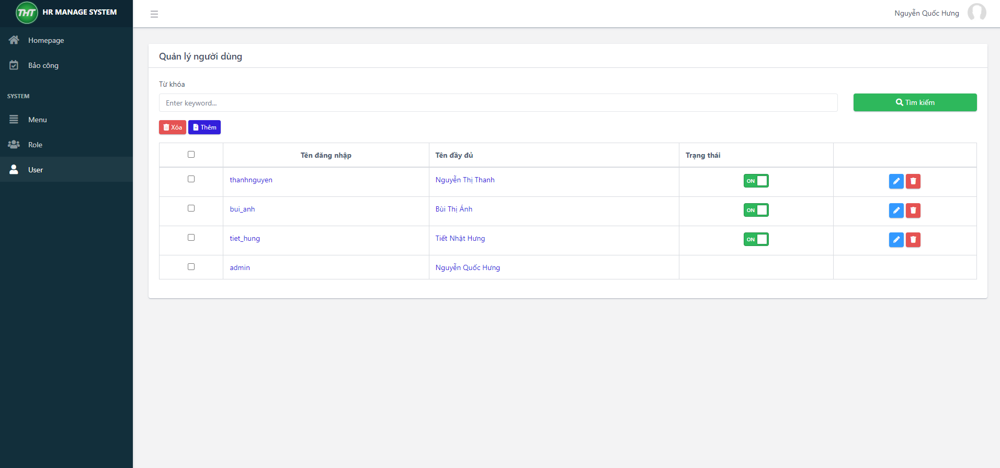 THT HR MANAGE SYSTEM
Nguyễn Quốc Hưng
Homepage
Bảo công
SYSTEM
Menu
Role
User
Quản lý người dùng
Từ khóa
Enter keyword...
Tìm kiếm
Xóa Thêm
Tên đăng nhập Tên đầy đủ Trạng thái
thanhnguyen Nguyễn Thị Thanh ON
bui_anh Bùi Thị Ánh ON
tiet_hung Tiết Nhật Hưng ON
admin Nguyễn Quốc Hưng